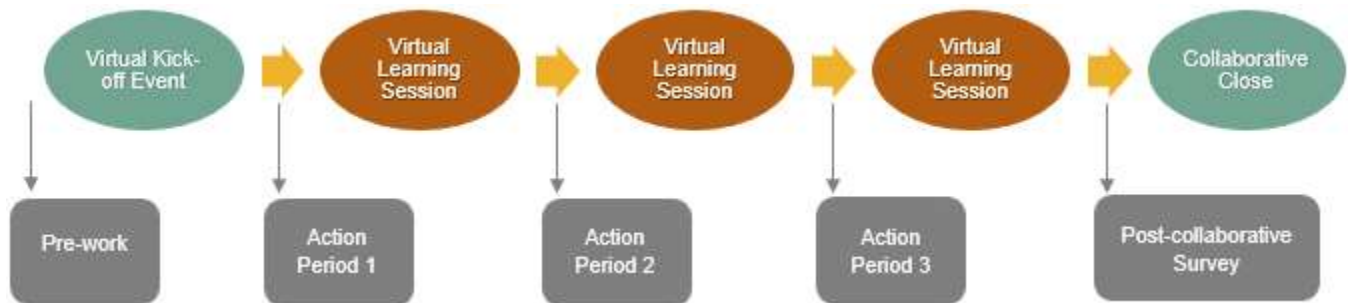 Virtual Kick-
off Event
Virtual
Learning
Session
Virtual
Learning
Session
Virtual
Learning
Session
Collaborative
Close
Pre-work
Action
Period 1
Action
Period 2
Action
Period 3
Post-collaborative
Survey